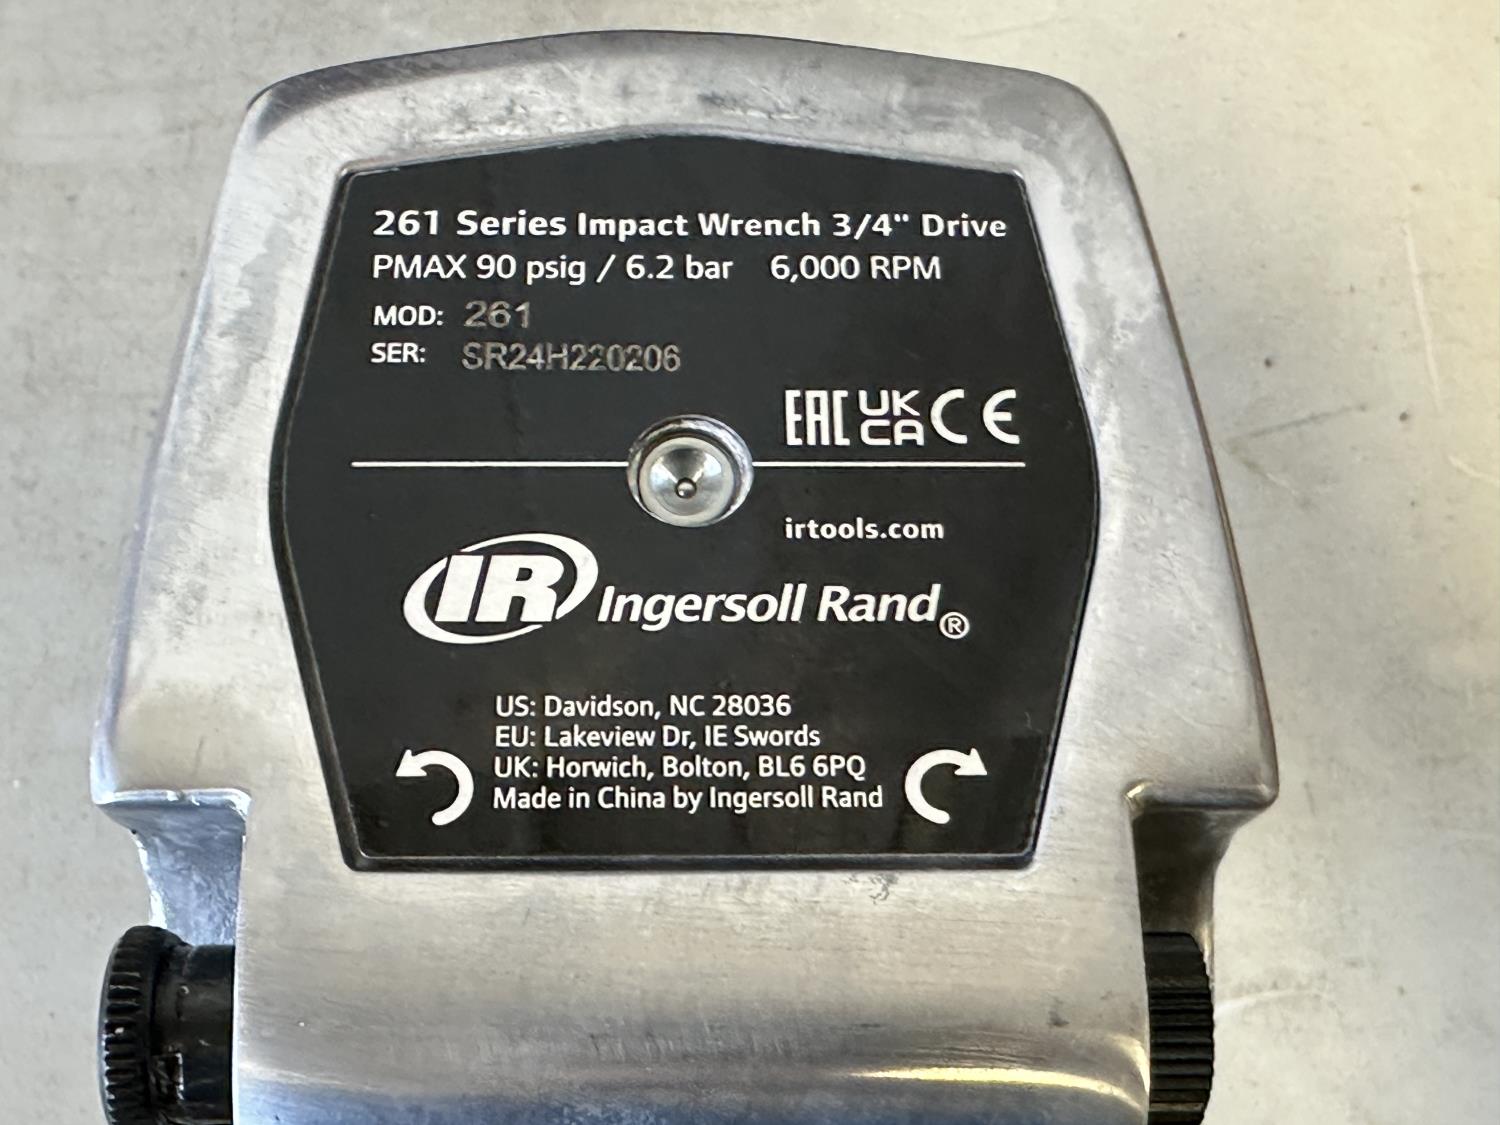 261 Series Impact Wrench 3/4" Drive
PMAX 90 psig / 6.2 bar 6,000 RPM
MOD: 261
SER: SR24H220206
EAC UKCA CE
irtools.com
IR Ingersoll Rand®
US: Davidson, NC 28036
EU: Lakeview Dr, IE Swords
UK: Horwich, Bolton, BL6 6PQ
Made in China by Ingersoll Rand